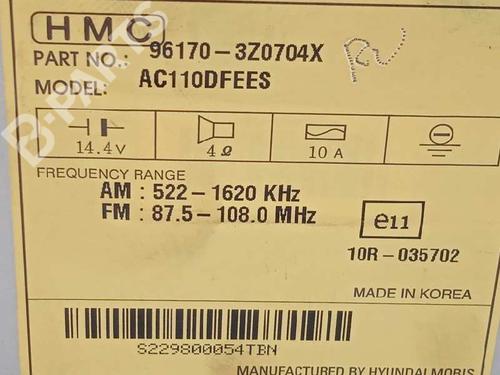 HMC
PART NO.: 96170-3Z0704X
MODEL: AC110DFEES
14.4V 4Ω 10 A
FREQUENCY RANGE
AM : 522-1620 KHz
FM : 87.5-108.0 MHz
e11
10R-035702
MADE IN KOREA
S229800054TBN
MANUFACTURED BY HYUNDAI MOBIS
B-PARTS